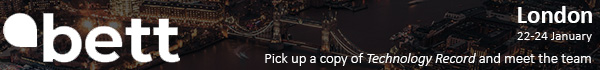 bett
London
22-24 January
Pick up a copy of Technology Record and meet the team